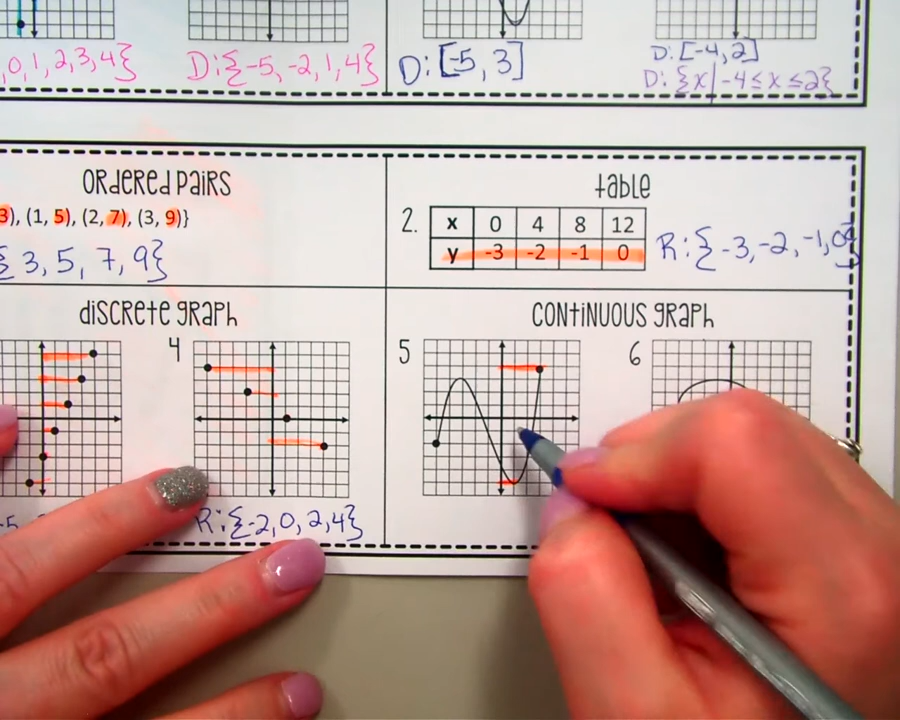 0, 1, 2, 3, 4}
D: {-5, -2, 1, 4}
D: [-5, 3]
D: [-4, 2]
D: {x | -4 ≤ x ≤ 2}
ORdeRed PaiRS
3), (1, 5), (2, 7), (3, 9)}
{ 3, 5, 7, 9}
table
2.
x 0 4 8 12
y -3 -2 -1 0
R: {-3, -2, -1, 0}
discRete gRaph
4
R: {-2, 0, 2, 4}
CONtiNUOUS gRaph
5
6